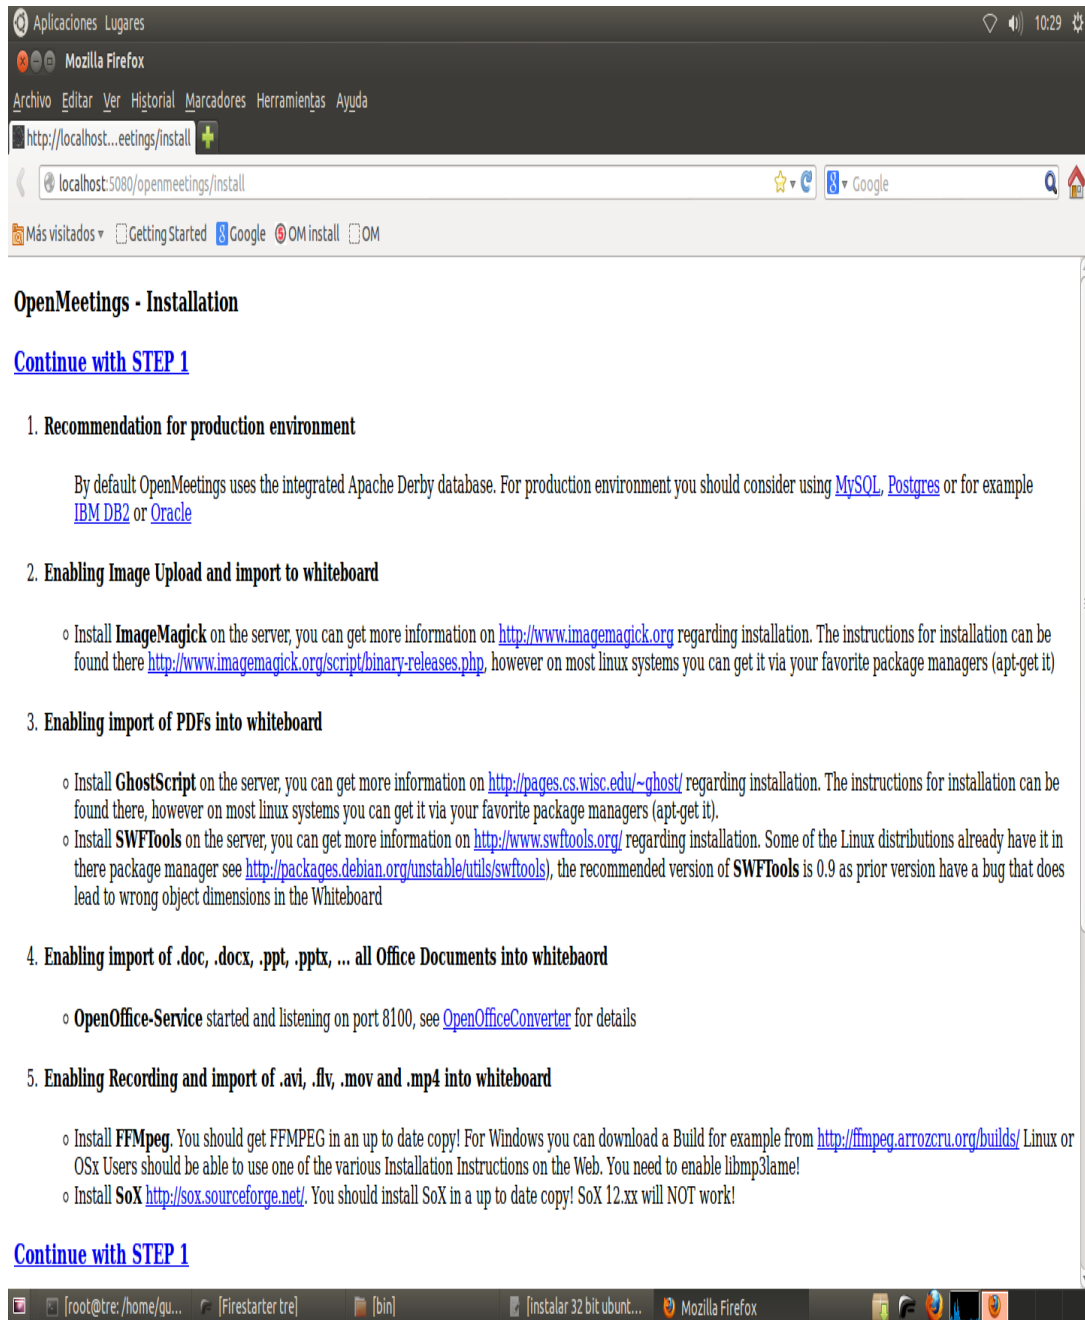 Aplicaciones Lugares
10:29
Mozilla Firefox
Archivo Editar Ver Historial Marcadores Herramientas Ayuda
http://localhost...eetings/install
localhost:5080/openmeetings/install
Google
Más visitados Getting Started Google OM install OM
OpenMeetings - Installation
Continue with STEP 1
1. Recommendation for production environment
By default OpenMeetings uses the integrated Apache Derby database. For production environment you should consider using MySQL, Postgres or for example
IBM DB2 or Oracle
2. Enabling Image Upload and import to whiteboard
Install ImageMagick on the server, you can get more information on http://www.imagemagick.org regarding installation. The instructions for installation can be
found there http://www.imagemagick.org/script/binary-releases.php, however on most linux systems you can get it via your favorite package managers (apt-get it)
3. Enabling import of PDFs into whiteboard
Install GhostScript on the server, you can get more information on http://pages.cs.wisc.edu/~ghost/ regarding installation. The instructions for installation can be
found there, however on most linux systems you can get it via your favorite package managers (apt-get it).
Install SWFTools on the server, you can get more information on http://www.swftools.org/ regarding installation. Some of the Linux distributions already have it in
there package manager see http://packages.debian.org/unstable/utils/swftools), the recommended version of SWFTools is 0.9 as prior version have a bug that does
lead to wrong object dimensions in the Whiteboard
4. Enabling import of .doc, .docx, .ppt, .pptx, ... all Office Documents into whitebaord
OpenOffice-Service started and listening on port 8100, see OpenOfficeConverter for details
5. Enabling Recording and import of .avi, .flv, .mov and .mp4 into whiteboard
Install FFMpeg. You should get FFMPEG in an up to date copy! For Windows you can download a Build for example from http://ffmpeg.arrozcru.org/builds/ Linux or
OSx Users should be able to use one of the various Installation Instructions on the Web. You need to enable libmp3lame!
Install SoX http://sox.sourceforge.net/. You should install SoX in a up to date copy! SoX 12.xx will NOT work!
Continue with STEP 1
[root@tre: /home/gu... [Firestarter tre] [bin] [instalar 32 bit ubunt... Mozilla Firefox